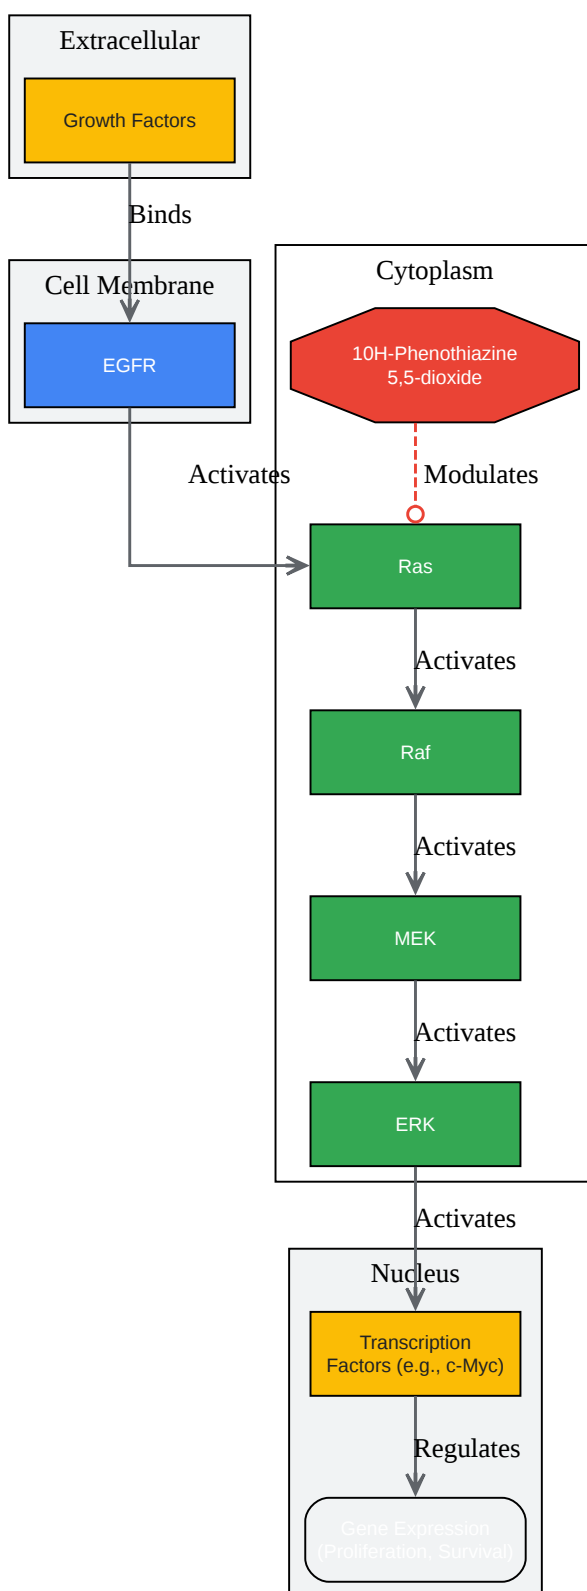 Extracellular
Growth Factors
Binds
Cell Membrane
EGFR
Cytoplasm
10H-Phenothiazine
5,5-dioxide
Activates
Modulates
Ras
Activates
Raf
Activates
MEK
Activates
ERK
Activates
Nucleus
Transcription
Factors (e.g., c-Myc)
Regulates
Gene Expression
(Proliferation, Survival)